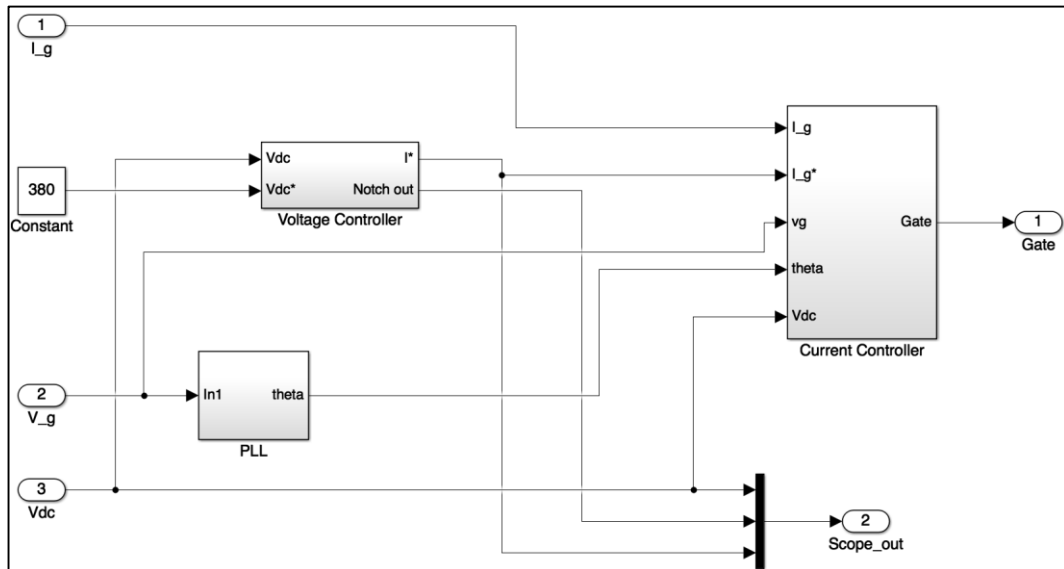 1
I_g
380
Constant
Vdc
Vdc*
I*
Notch out
Voltage Controller
I_g
I_g*
vg
theta
Vdc
Gate
Current Controller
1
Gate
2
V_g
In1
theta
PLL
3
Vdc
2
Scope_out